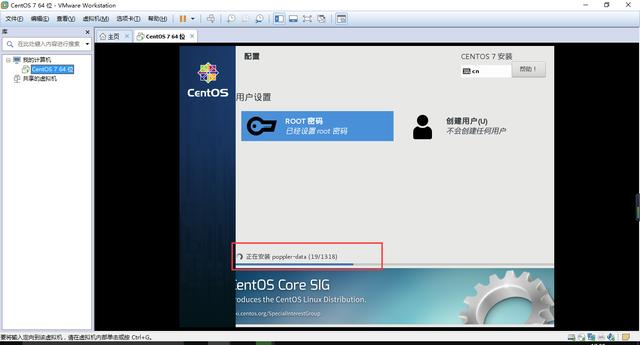 CentOS 7 64 位 - VMware Workstation
文件(F) 编辑(E) 查看(V) 虚拟机(M) 选项卡(T) 帮助(H)
库
在此处键入内容进行搜索
我的计算机
CentOS 7 64 位
共享的虚拟机
主页
CentOS 7 64 位
CentOS
配置
CENTOS 7 安装
cn
帮助！
用户设置
ROOT 密码
已经设置 root 密码
创建用户(U)
不会创建任何用户
正在安装 poppler-data (19/1318)
entOS Core SIG
roduces the CentOS Linux Distribution.
ki.centos.org/SpecialInterestGroup
要将输入定向到该虚拟机，请在虚拟机内部单击或按 Ctrl+G。